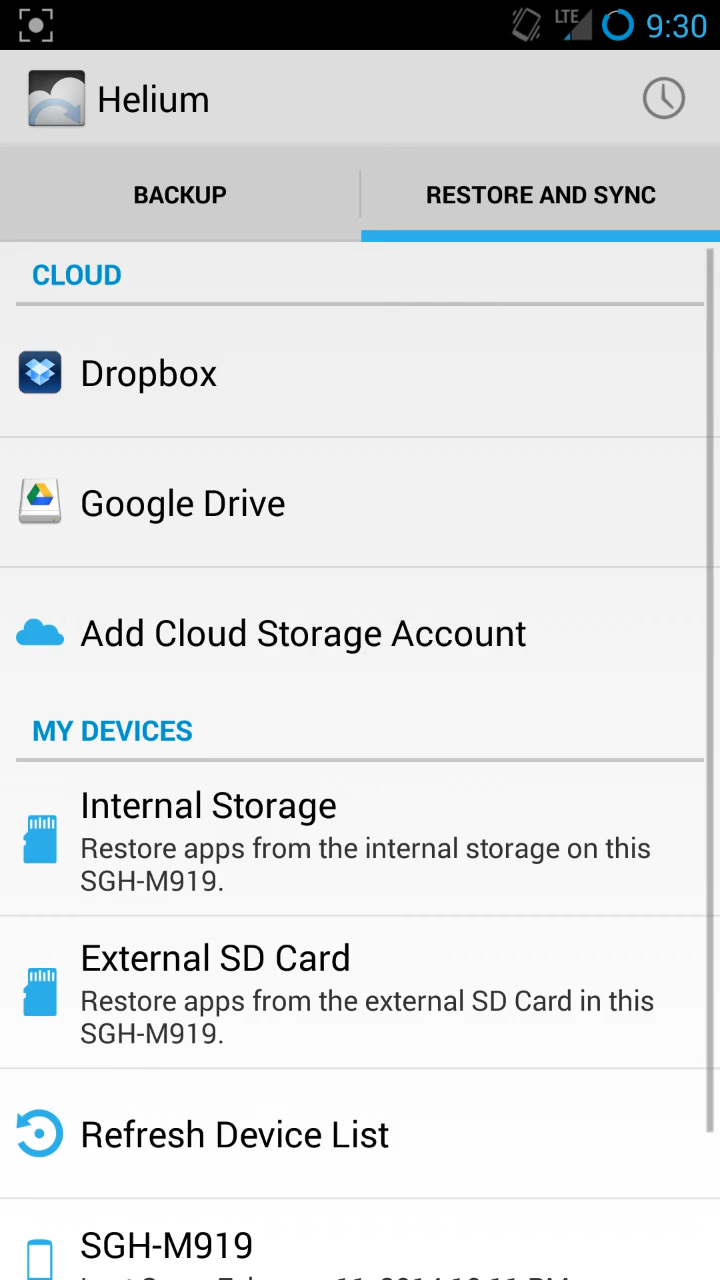 LTE 9:30
Helium
BACKUP RESTORE AND SYNC
CLOUD
Dropbox
Google Drive
Add Cloud Storage Account
MY DEVICES
Internal Storage
Restore apps from the internal storage on this
SGH-M919.
External SD Card
Restore apps from the external SD Card in this
SGH-M919.
Refresh Device List
SGH-M919